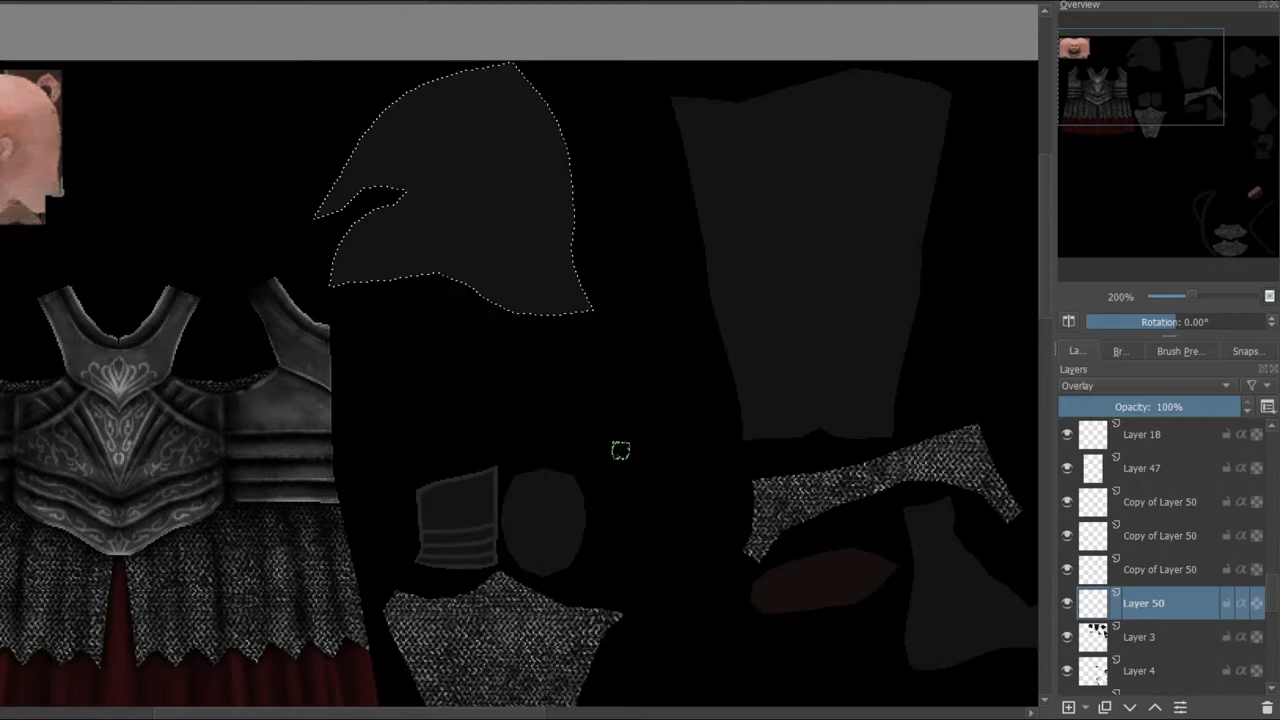 Overview
200%
Rotation: 0.00°
La...
Br...
Brush Pre...
Snaps...
Layers
Overlay
Opacity: 100%
Layer 18
Layer 47
Copy of Layer 50
Copy of Layer 50
Copy of Layer 50
Layer 50
Layer 3
Layer 4